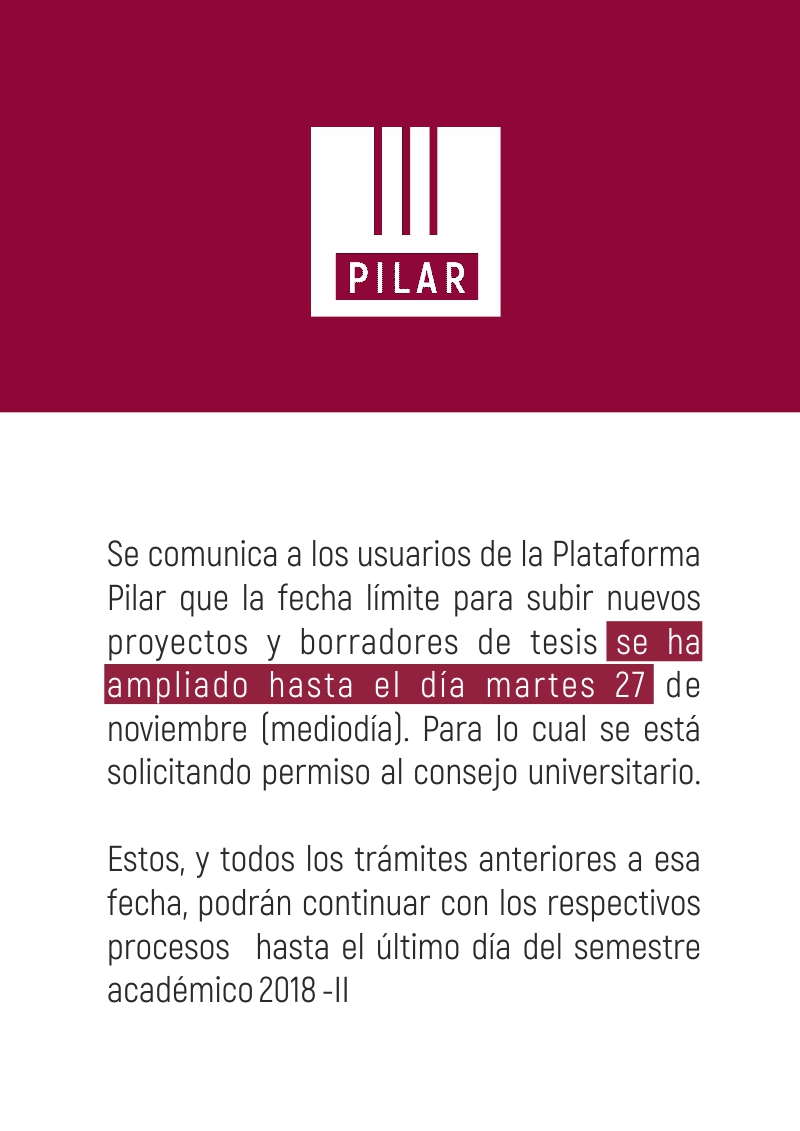 PILAR
Se comunica a los usuarios de la Plataforma
Pilar que la fecha límite para subir nuevos
proyectos y borradores de tesis se ha
ampliado hasta el día martes 27 de
noviembre (mediodía). Para lo cual se está
solicitando permiso al consejo universitario.
Estos, y todos los trámites anteriores a esa
fecha, podrán continuar con los respectivos
procesos hasta el último día del semestre
académico 2018 -II